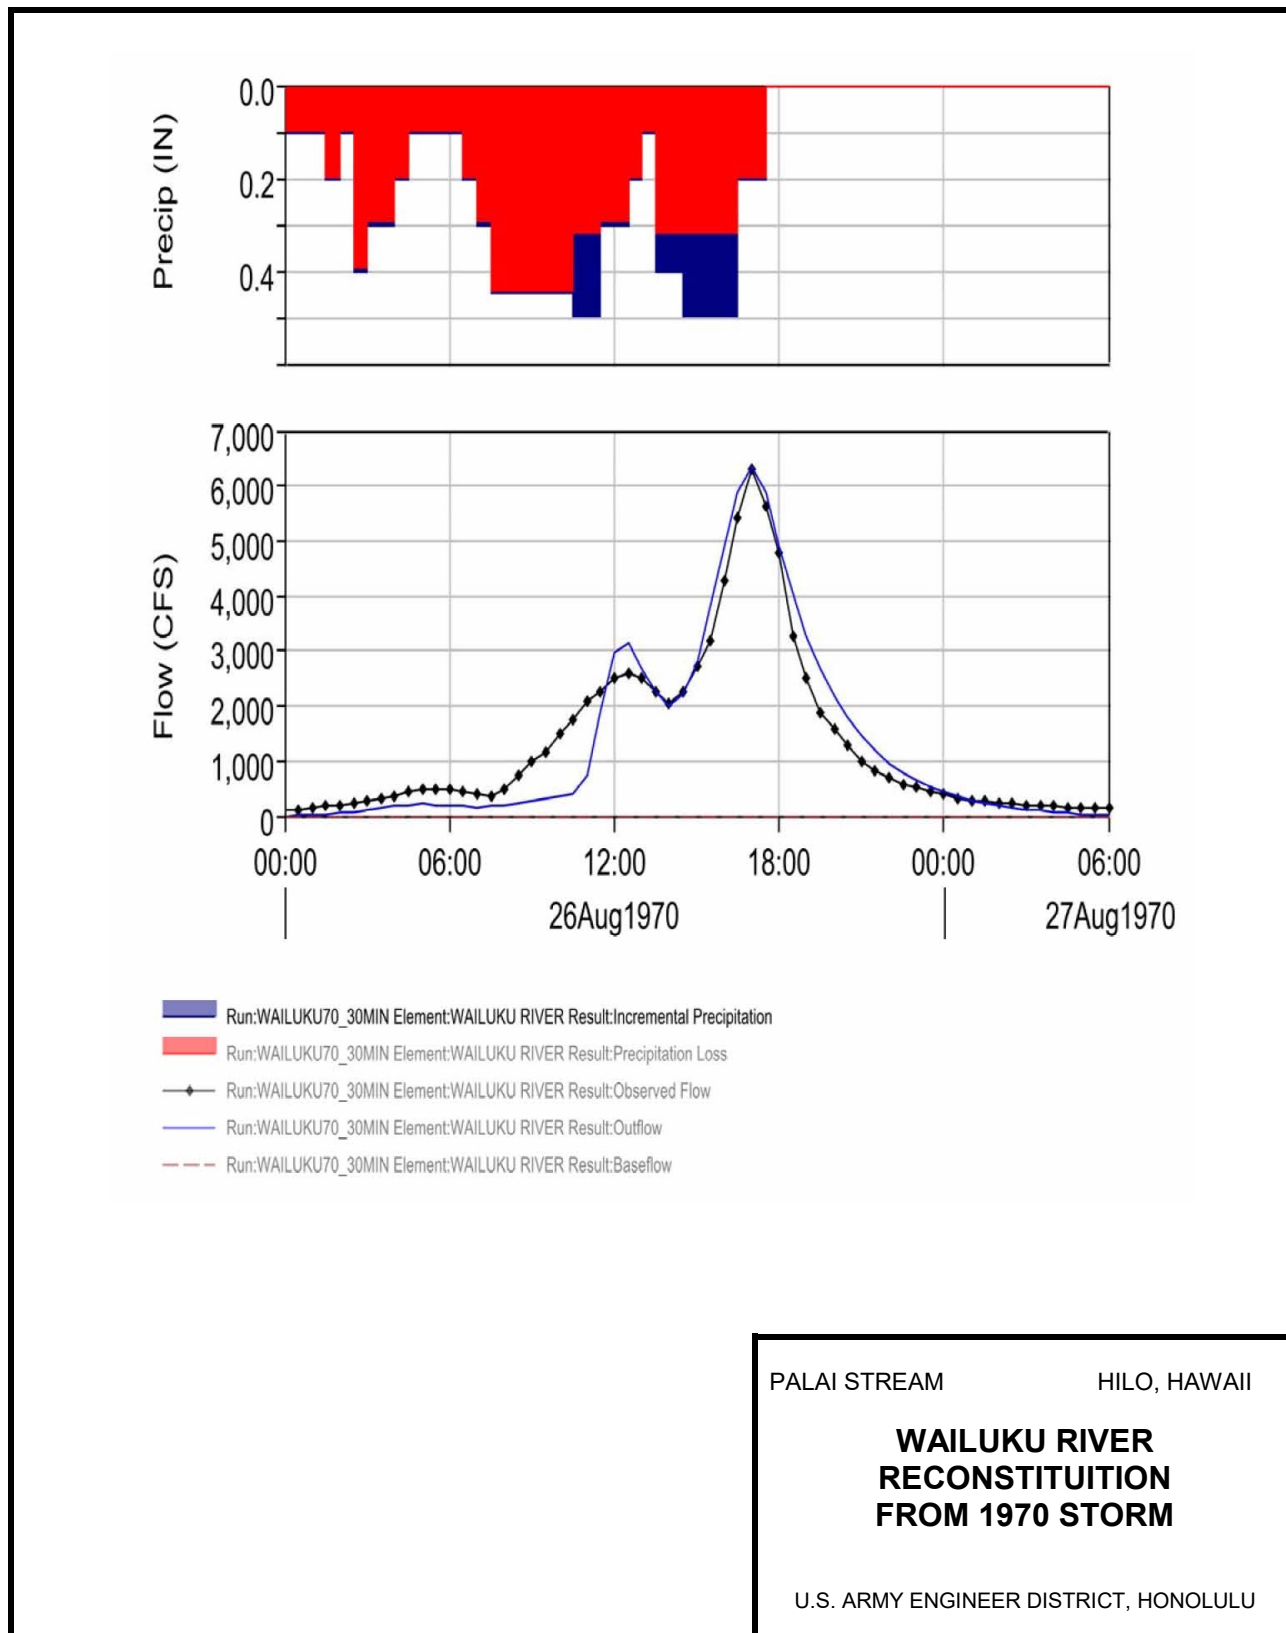 Precip (IN)
0.0
0.2
0.4
Flow (CFS)
7,000
6,000
5,000
4,000
3,000
2,000
1,000
0
00:00 06:00 12:00 18:00 00:00 06:00
26Aug1970 27Aug1970
Run:WAILUKU70_30MIN Element:WAILUKU RIVER Result:Incremental Precipitation
Run:WAILUKU70_30MIN Element:WAILUKU RIVER Result:Precipitation Loss
Run:WAILUKU70_30MIN Element:WAILUKU RIVER Result:Observed Flow
Run:WAILUKU70_30MIN Element:WAILUKU RIVER Result:Outflow
Run:WAILUKU70_30MIN Element:WAILUKU RIVER Result:Baseflow
PALAI STREAM HILO, HAWAII
WAILUKU RIVER
RECONSTITUITION
FROM 1970 STORM
U.S. ARMY ENGINEER DISTRICT, HONOLULU